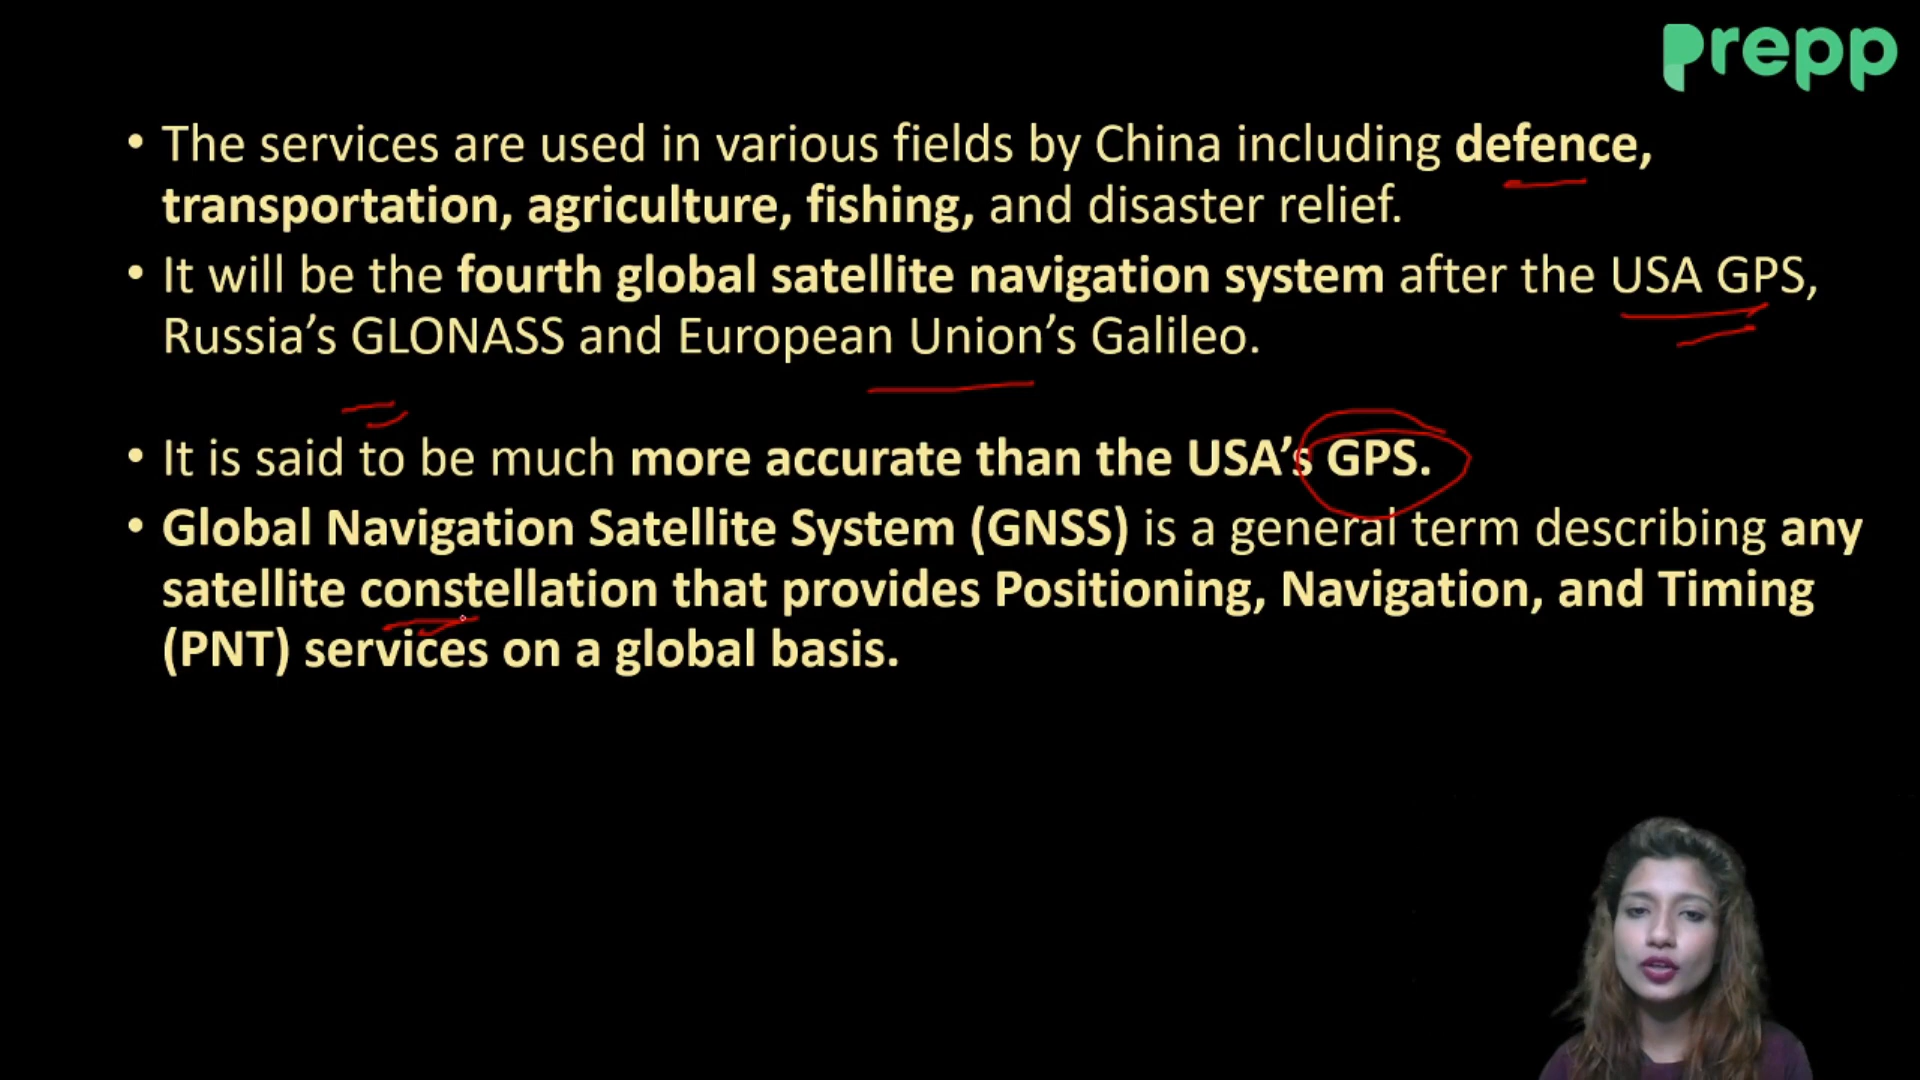 prepp
• The services are used in various fields by China including defence,
transportation, agriculture, fishing, and disaster relief.
• It will be the fourth global satellite navigation system after the USA GPS,
Russia’s GLONASS and European Union’s Galileo.
• It is said to be much more accurate than the USA’s GPS.
• Global Navigation Satellite System (GNSS) is a general term describing any
satellite constellation that provides Positioning, Navigation, and Timing
(PNT) services on a global basis.